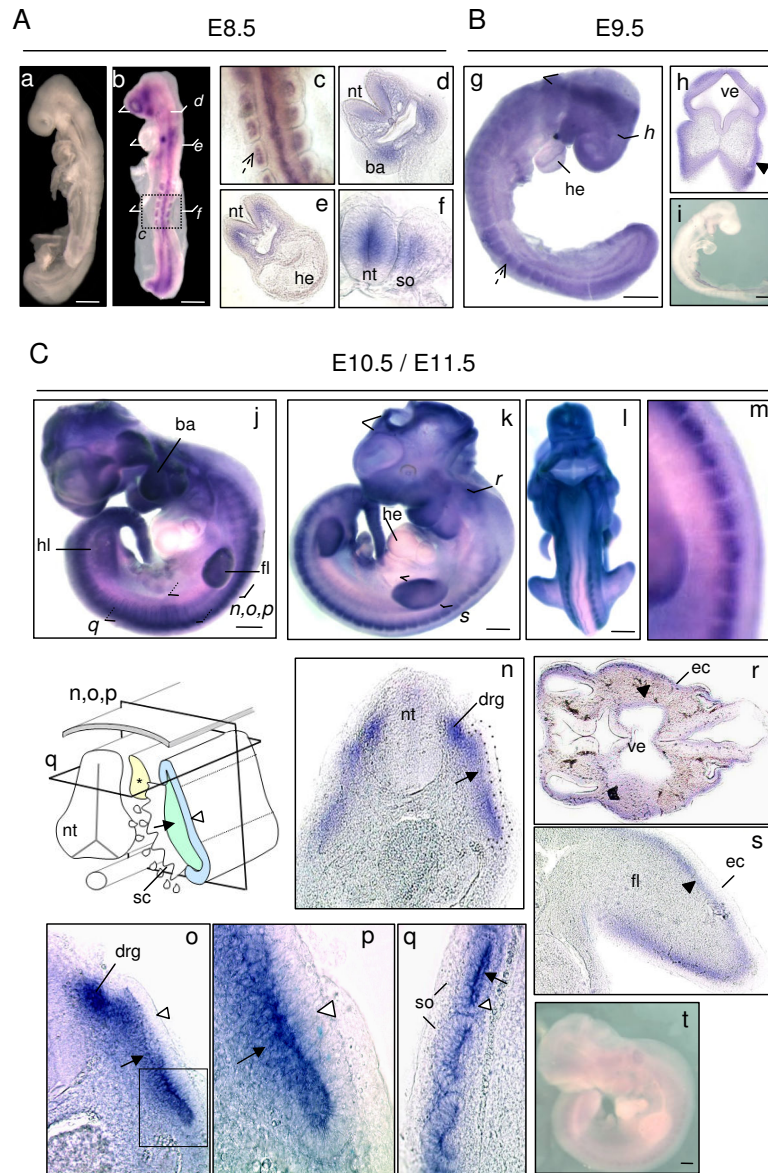 A
E8.5
B
E9.5
a
b
d
e
f
c
c
nt
d
ba
nt
e
he
f
nt
so
g
h
he
h
ve
i
C
E10.5 / E11.5
j
ba
hl
fl
n,o,p
q
k
r
he
s
l
m
n,o,p
q
*
nt
sc
n
nt
drg
r
ec
ve
s
ec
fl
o
drg
p
q
so
t